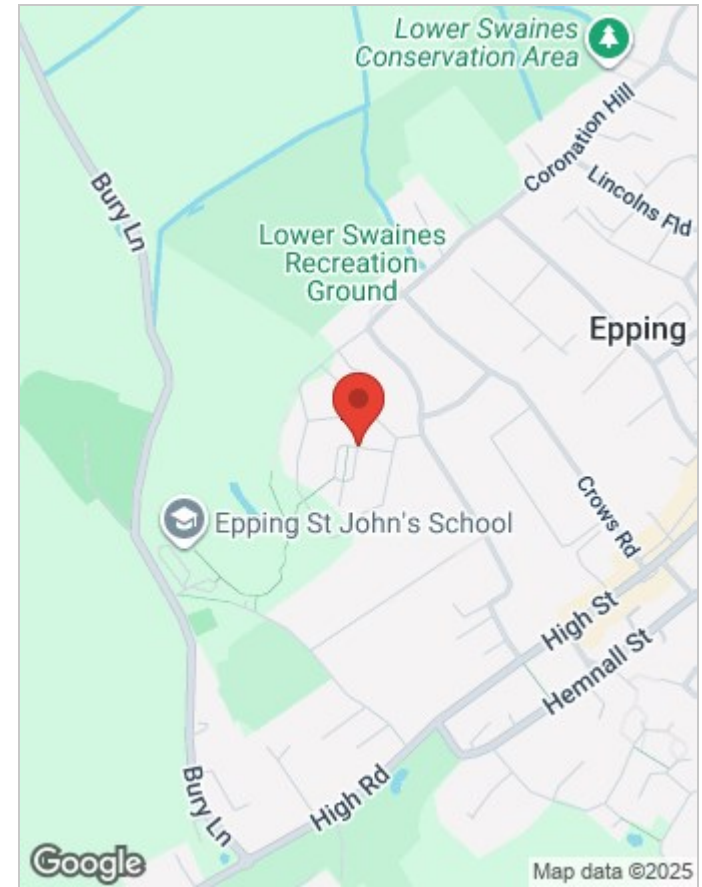 Lower Swaines
Conservation Area
Coronation Hill
Lincolns Fld
Bury Ln
Lower Swaines
Recreation
Ground
Epping
Crows Rd
Epping St John's School
High St
Hemnall St
Bury Ln
High Rd
Google
Map data ©2025